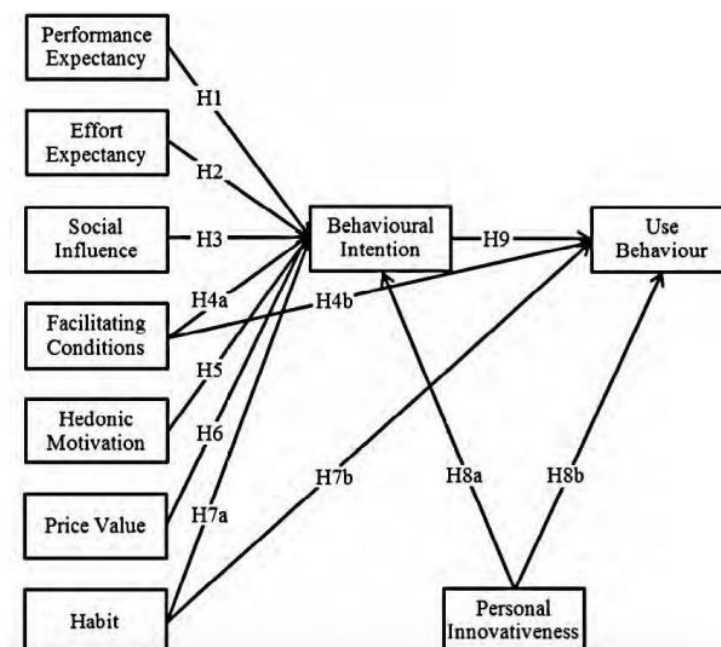 Performance
Expectancy
H1
Effort
Expectancy
H2
Social
Influence
H3
Behavioural
Intention
H9
Use
Behaviour
H4a
H4b
Facilitating
Conditions
H5
Hedonic
Motivation
H6
H7b
H8a
H8b
Price Value
H7a
Habit
Personal
Innovativeness